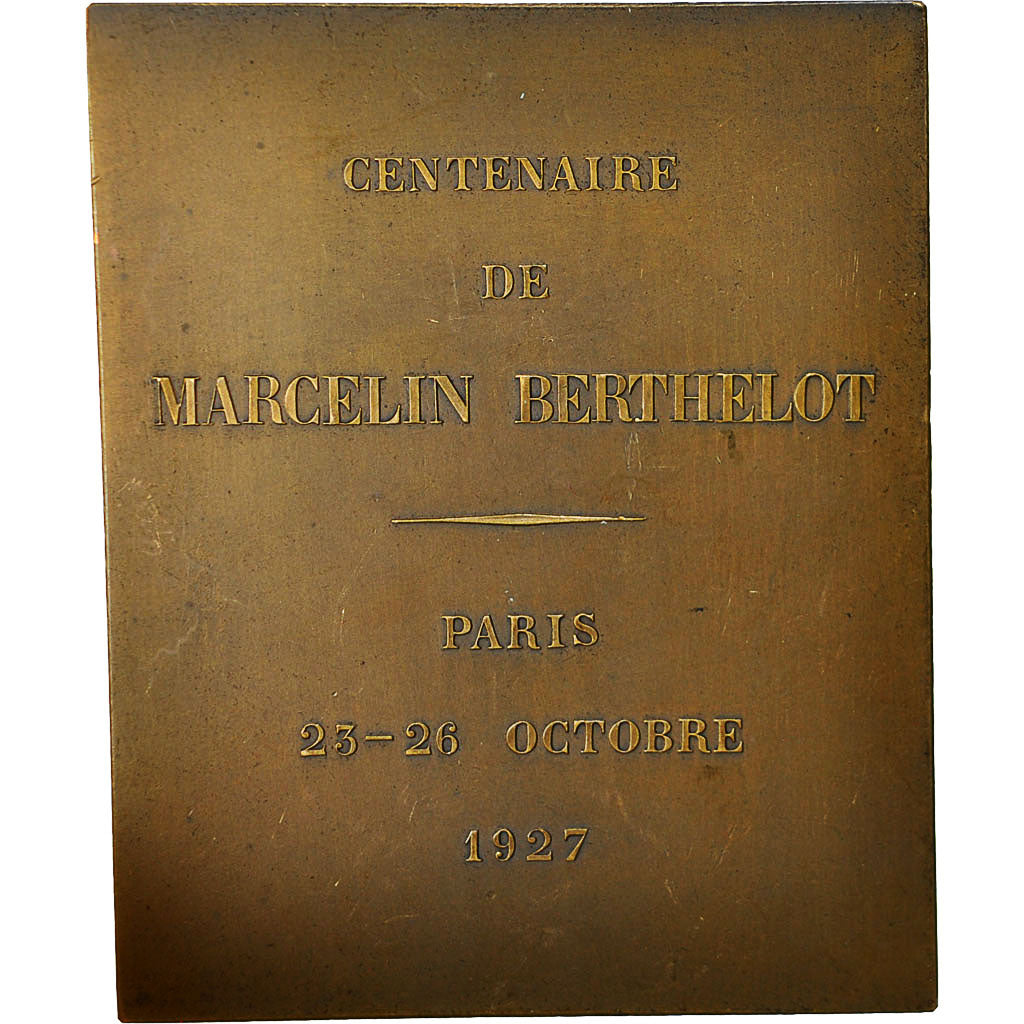 CENTENAIRE
DE
MARCELIN BERTHELOT
PARIS
23-26 OCTOBRE
1927